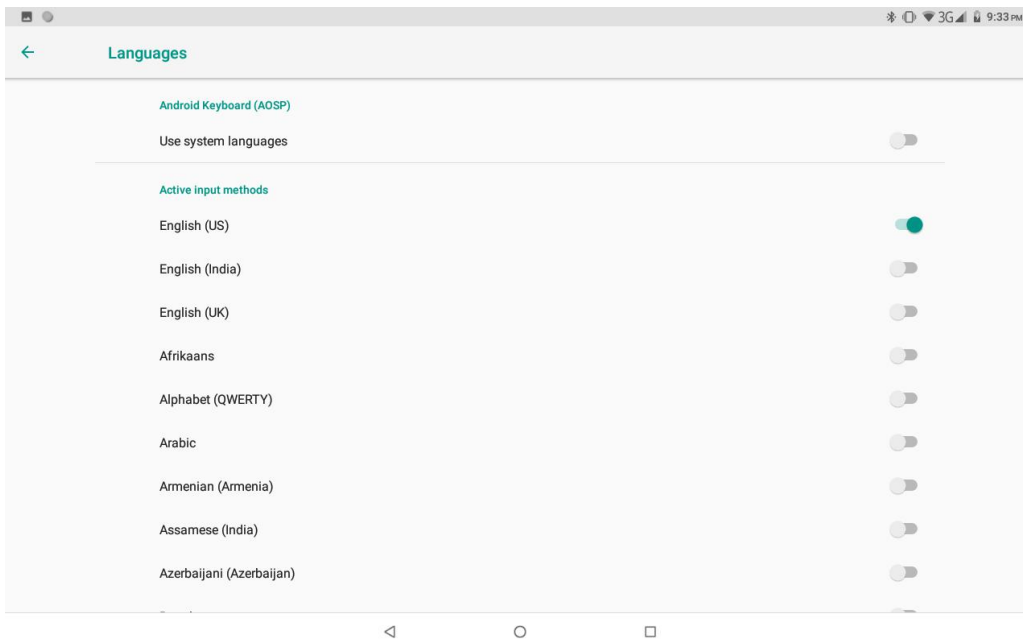 3G 9:33 PM
Languages
Android Keyboard (AOSP)
Use system languages
Active input methods
English (US)
English (India)
English (UK)
Afrikaans
Alphabet (QWERTY)
Arabic
Armenian (Armenia)
Assamese (India)
Azerbaijani (Azerbaijan)